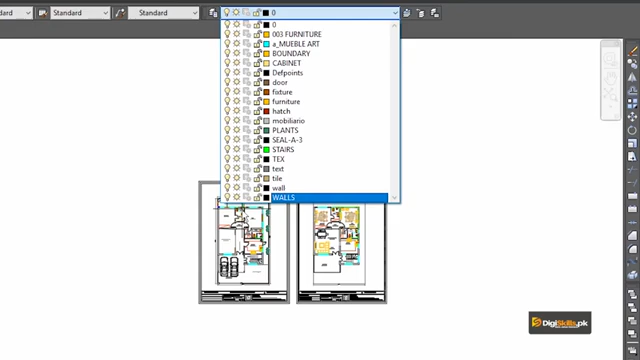 Standard
Standard
0
0
003 FURNITURE
a_MUEBLE ART
BOUNDARY
CABINET
Defpoints
door
fixture
furniture
hatch
mobiliario
PLANTS
SEAL-A-3
STAIRS
TEX
text
tile
wall
WALLS
DigiSkills.pk